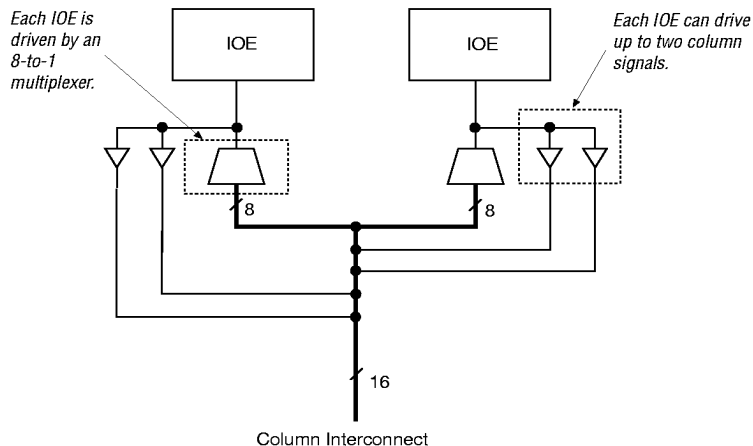 Each IOE is
driven by an
8-to-1
multiplexer.
IOE
IOE
Each IOE can drive
up to two column
signals.
8
8
16
Column Interconnect